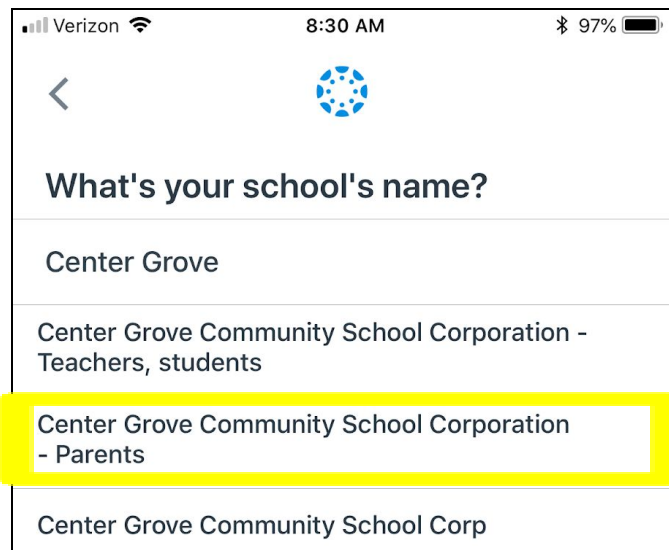 Verizon 8:30 AM 97%
What's your school's name?
Center Grove
Center Grove Community School Corporation -
Teachers, students
Center Grove Community School Corporation
- Parents
Center Grove Community School Corp